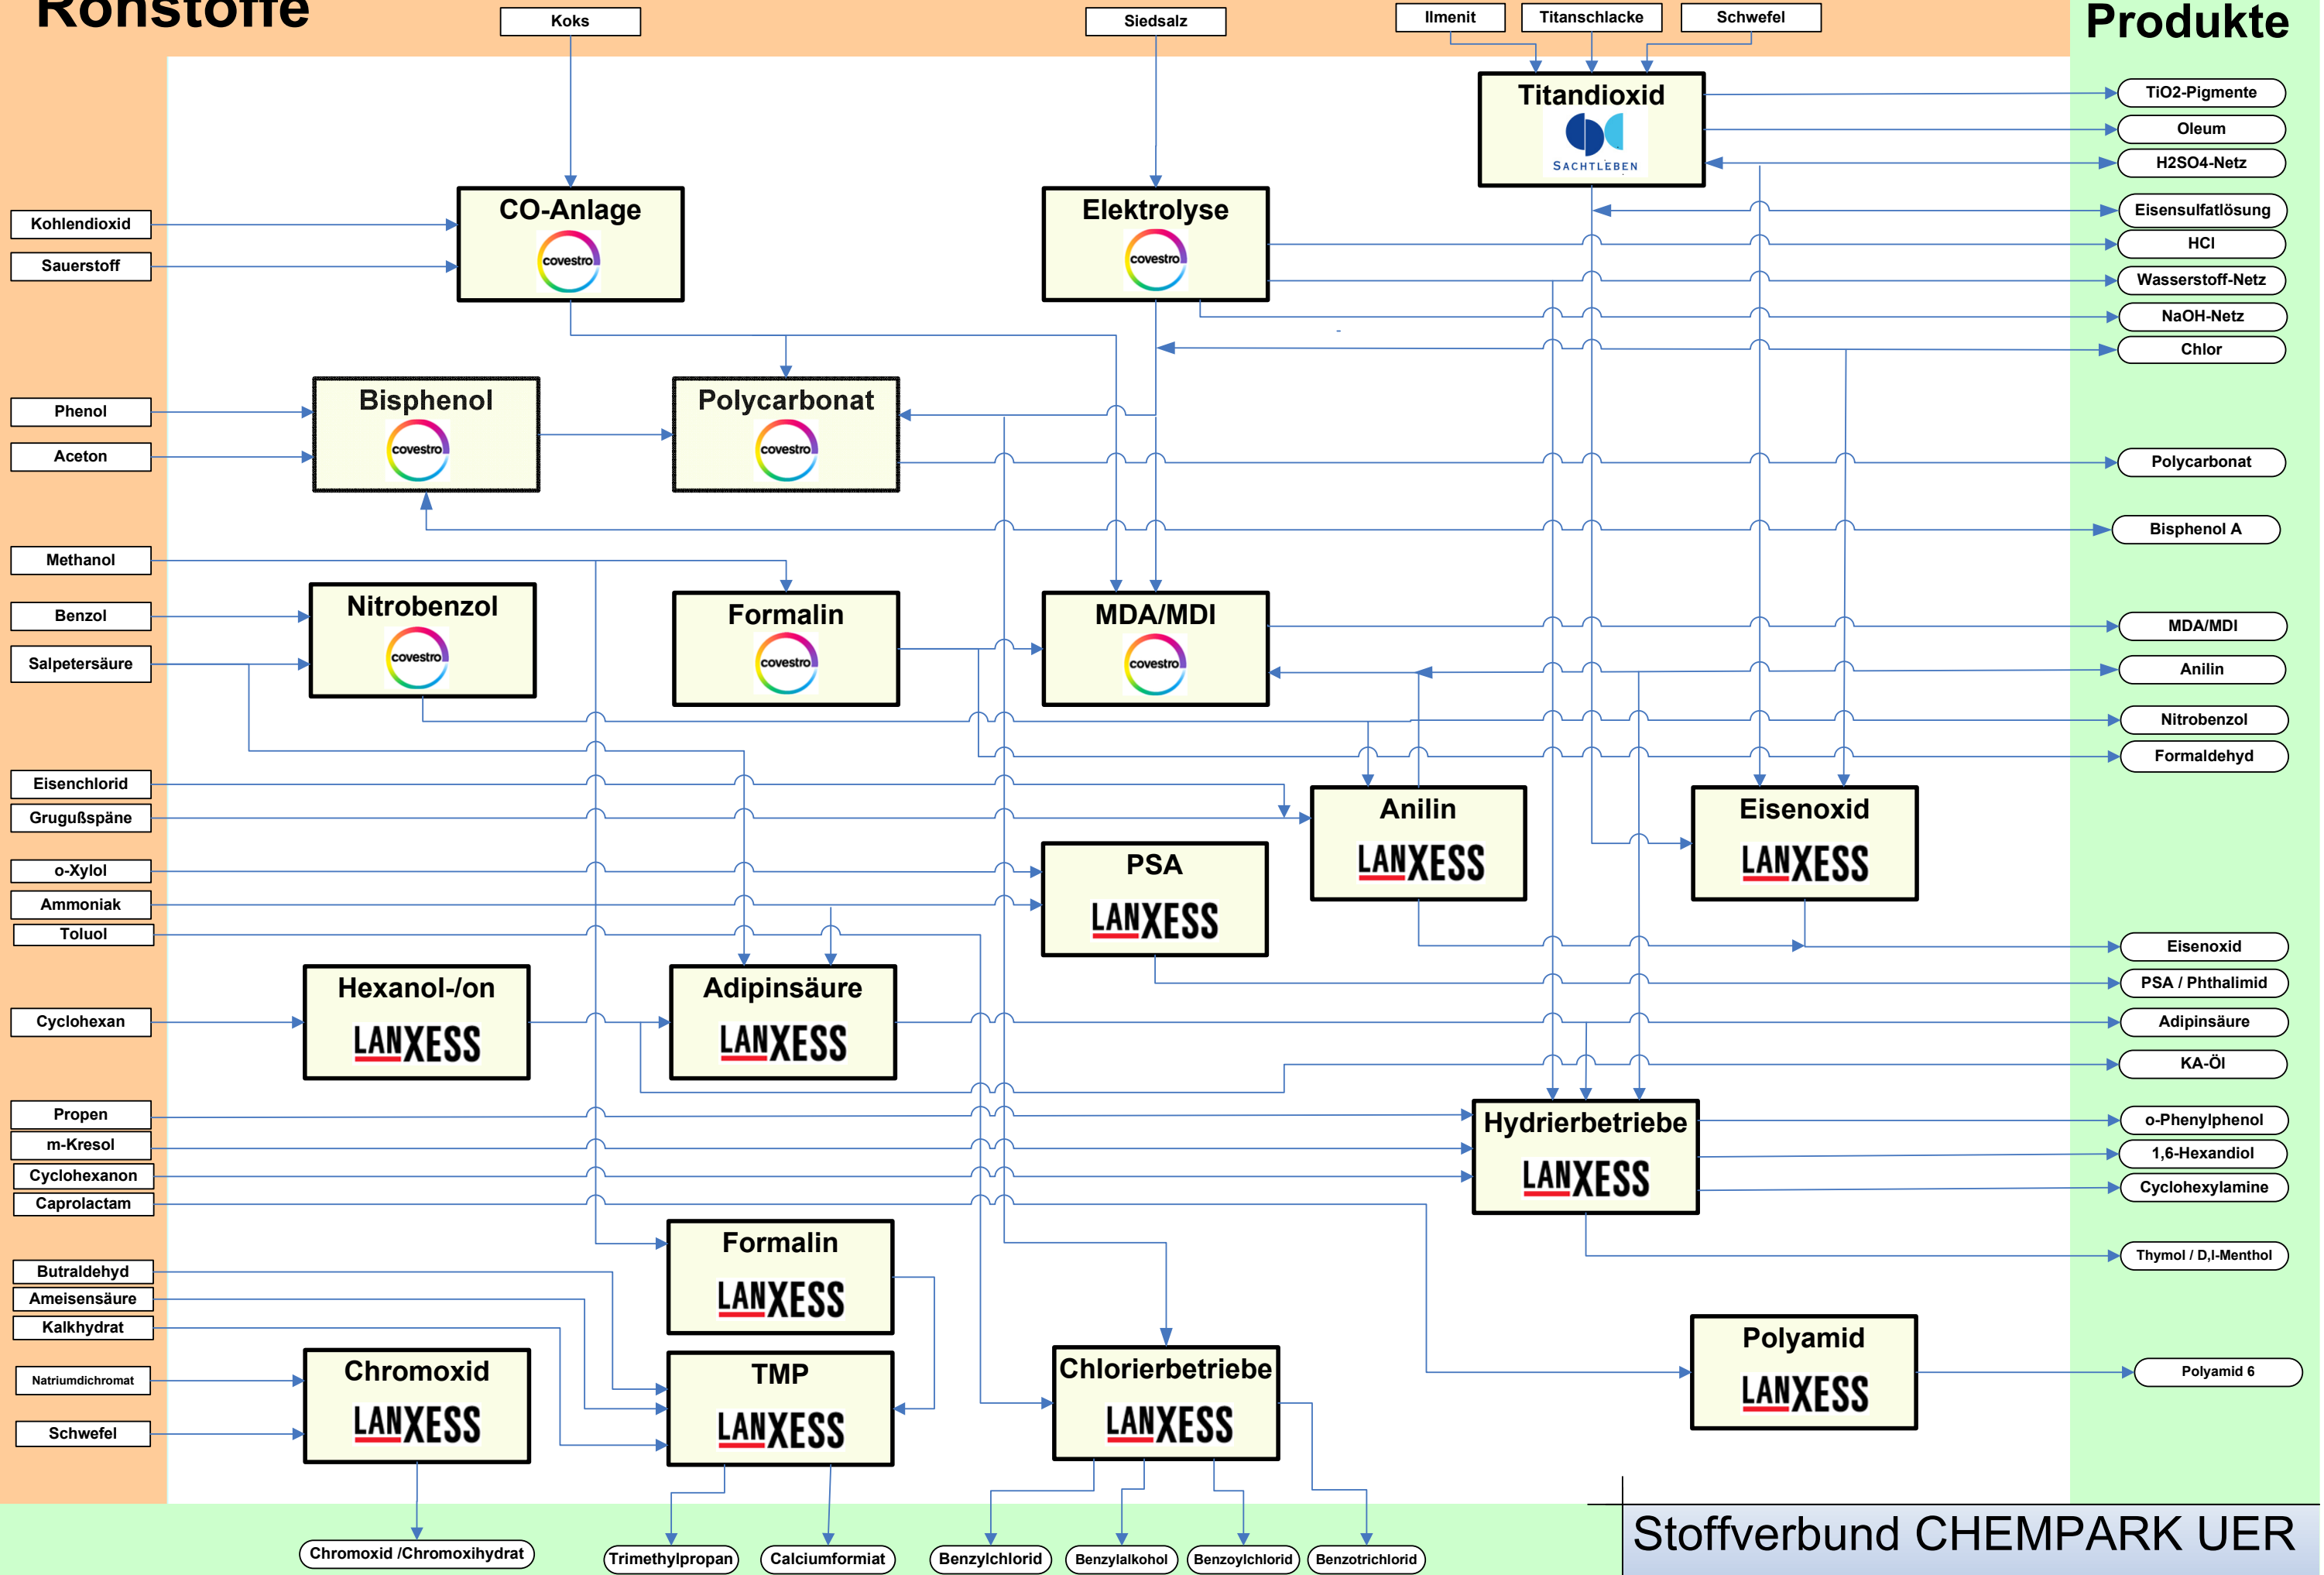 Rohstoffe
Koks
Siedsalz
Ilmenit
Titanschlacke
Schwefel
Produkte
Titandioxid
SACHTLEBEN
TiO2-Pigmente
Oleum
H2SO4-Netz
CO-Anlage
covestro
Elektrolyse
covestro
Kohlendioxid
Sauerstoff
Eisensulfatlösung
HCl
Wasserstoff-Netz
NaOH-Netz
Chlor
Phenol
Aceton
Bisphenol
covestro
Polycarbonat
covestro
Polycarbonat
Bisphenol A
Methanol
Benzol
Salpetersäure
Nitrobenzol
covestro
Formalin
covestro
MDA/MDI
covestro
MDA/MDI
Anilin
Nitrobenzol
Formaldehyd
Eisenchlorid
Grugußspäne
Anilin
LANXESS
Eisenoxid
LANXESS
o-Xylol
Ammoniak
Toluol
PSA
LANXESS
Eisenoxid
PSA / Phthalimid
Cyclohexan
Hexanol-/on
LANXESS
Adipinsäure
LANXESS
Adipinsäure
KA-Öl
Propen
m-Kresol
Cyclohexanon
Caprolactam
Hydrierbetriebe
LANXESS
o-Phenylphenol
1,6-Hexandiol
Cyclohexylamine
Thymol / D,l-Menthol
Formalin
LANXESS
Butraldehyd
Ameisensäure
Kalkhydrat
Natriumdichromat
Schwefel
Chromoxid
LANXESS
TMP
LANXESS
Chlorierbetriebe
LANXESS
Polyamid
LANXESS
Polyamid 6
Chromoxid /Chromoxihydrat
Trimethylpropan
Calciumformiat
Benzylchlorid
Benzylalkohol
Benzoylchlorid
Benzotrichlorid
Stoffverbund CHEMPARK UER